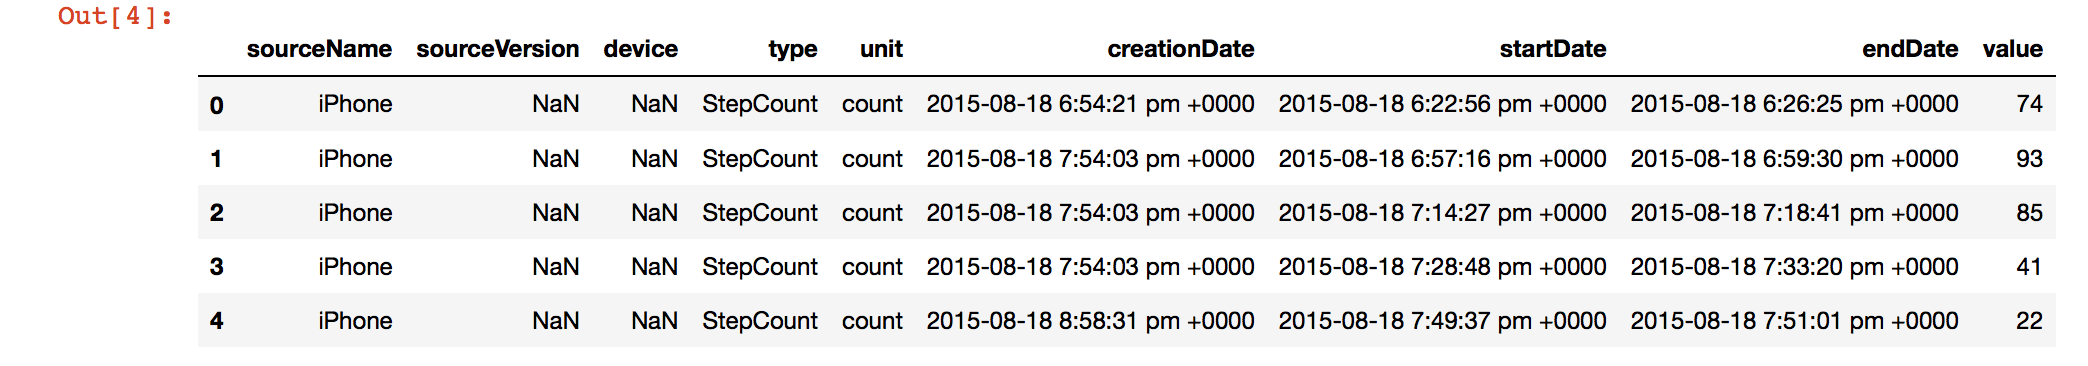 Out[4]:
sourceName sourceVersion device type unit creationDate startDate endDate value
0 iPhone NaN NaN StepCount count 2015-08-18 6:54:21 pm +0000 2015-08-18 6:22:56 pm +0000 2015-08-18 6:26:25 pm +0000 74
1 iPhone NaN NaN StepCount count 2015-08-18 7:54:03 pm +0000 2015-08-18 6:57:16 pm +0000 2015-08-18 6:59:30 pm +0000 93
2 iPhone NaN NaN StepCount count 2015-08-18 7:54:03 pm +0000 2015-08-18 7:14:27 pm +0000 2015-08-18 7:18:41 pm +0000 85
3 iPhone NaN NaN StepCount count 2015-08-18 7:54:03 pm +0000 2015-08-18 7:28:48 pm +0000 2015-08-18 7:33:20 pm +0000 41
4 iPhone NaN NaN StepCount count 2015-08-18 8:58:31 pm +0000 2015-08-18 7:49:37 pm +0000 2015-08-18 7:51:01 pm +0000 22